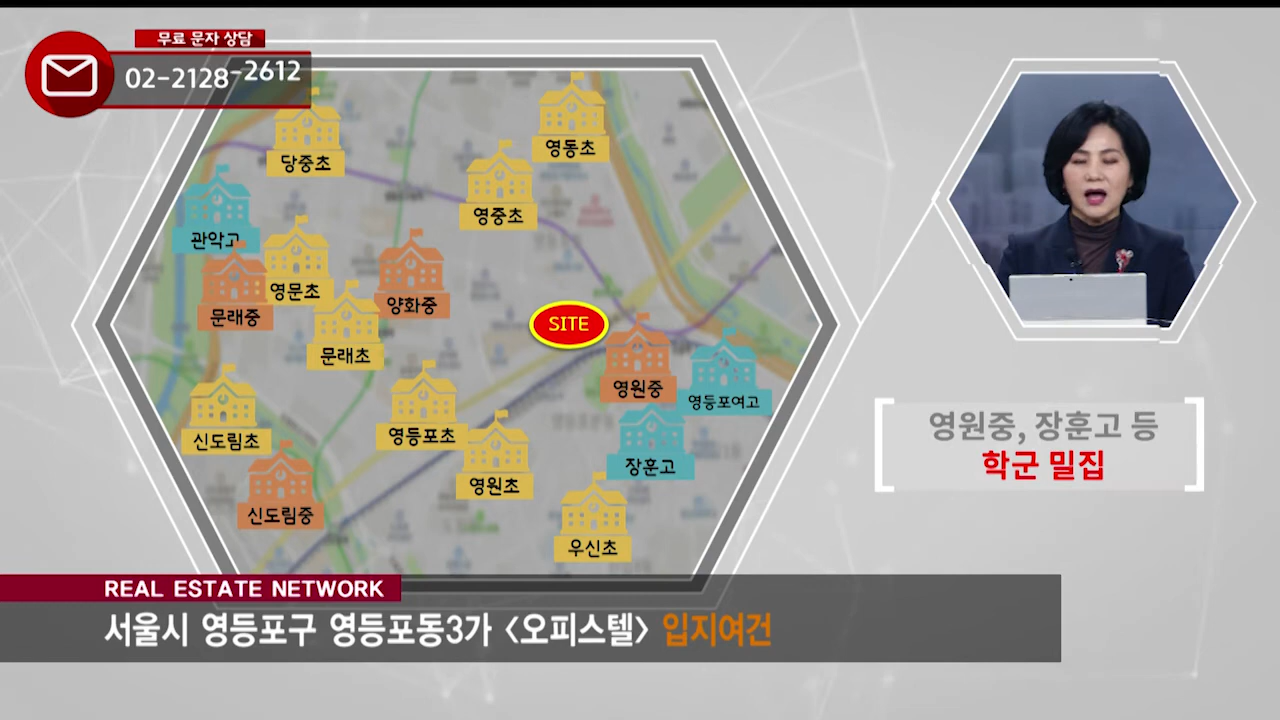 무료 문자 상담
02-2128-2612
영동초
당중초
영중초
관악고
영문초
양화중
문래중
SITE
문래초
영원중
영등포여고
신도림초
영등포초
장훈고
영원초
신도림중
우신초
영원중, 장훈고 등
학군 밀집
REAL ESTATE NETWORK
서울시 영등포구 영등포동3가 <오피스텔> 입지여건